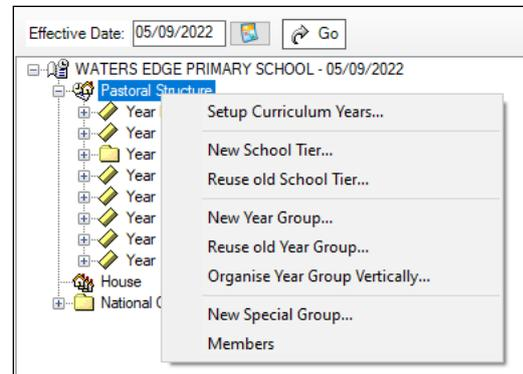 Effective Date: 05/09/2022 Go
WATERS EDGE PRIMARY SCHOOL - 05/09/2022
Pastoral Structure
Year
Year
Year
Year
Year
Year
Year
House
National
Setup Curriculum Years...
New School Tier...
Reuse old School Tier...
New Year Group...
Reuse old Year Group...
Organise Year Group Vertically...
New Special Group...
Members